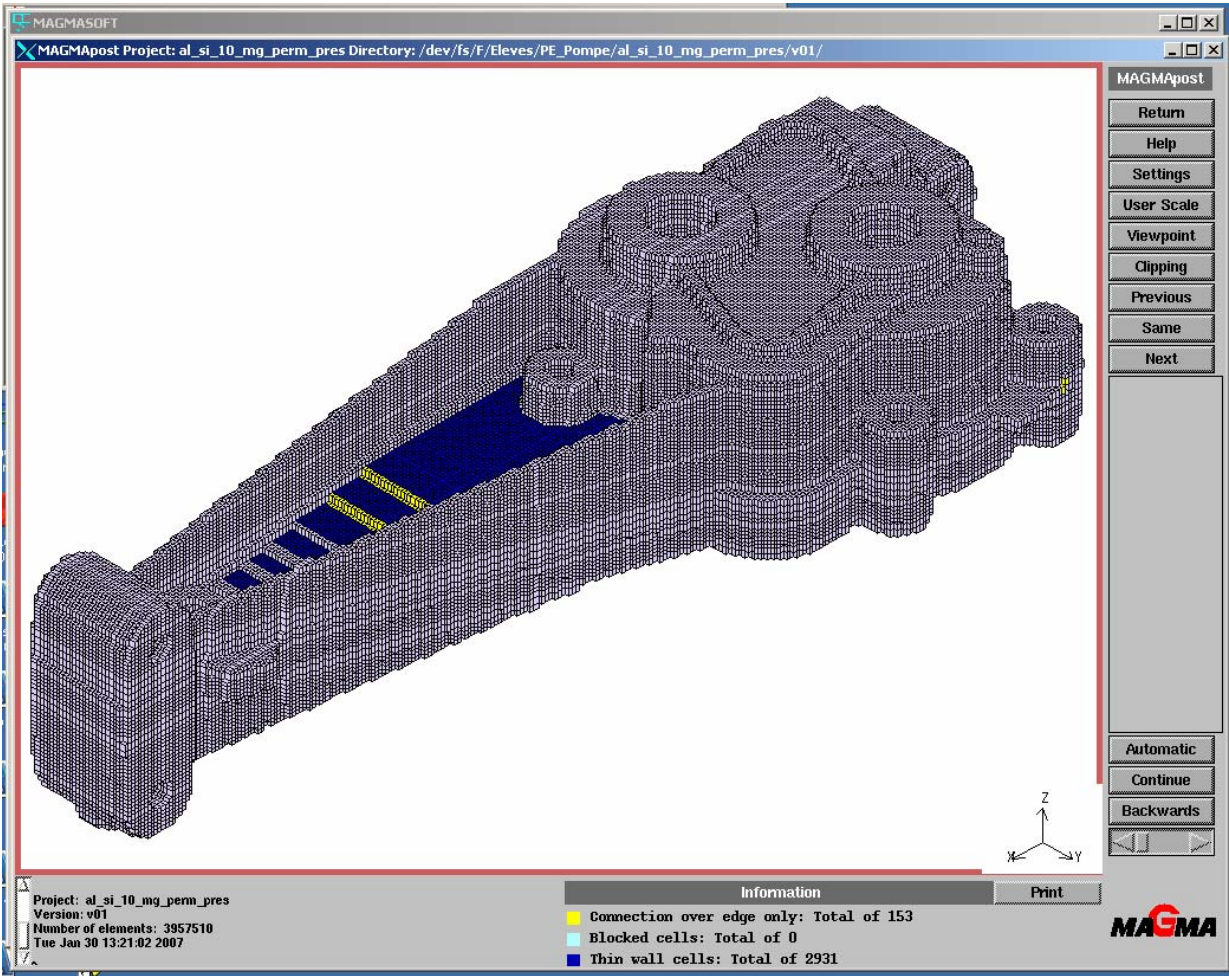 MAGMASOFT
MAGMApost Project: al_si_10_mg_perm_pres Directory: /dev/fs/F/Eleves/PE_Pompe/al_si_10_mg_perm_pres/v01/
MAGMApost
Return
Help
Settings
User Scale
Viewpoint
Clipping
Previous
Same
Next
Automatic
Continue
Backwards
Z
X
Y
Project: al_si_10_mg_perm_pres
Version: v01
Number of elements: 3957510
Tue Jan 30 13:21:02 2007
Information
Print
Connection over edge only: Total of 153
Blocked cells: Total of 0
Thin wall cells: Total of 2931
MAGMA